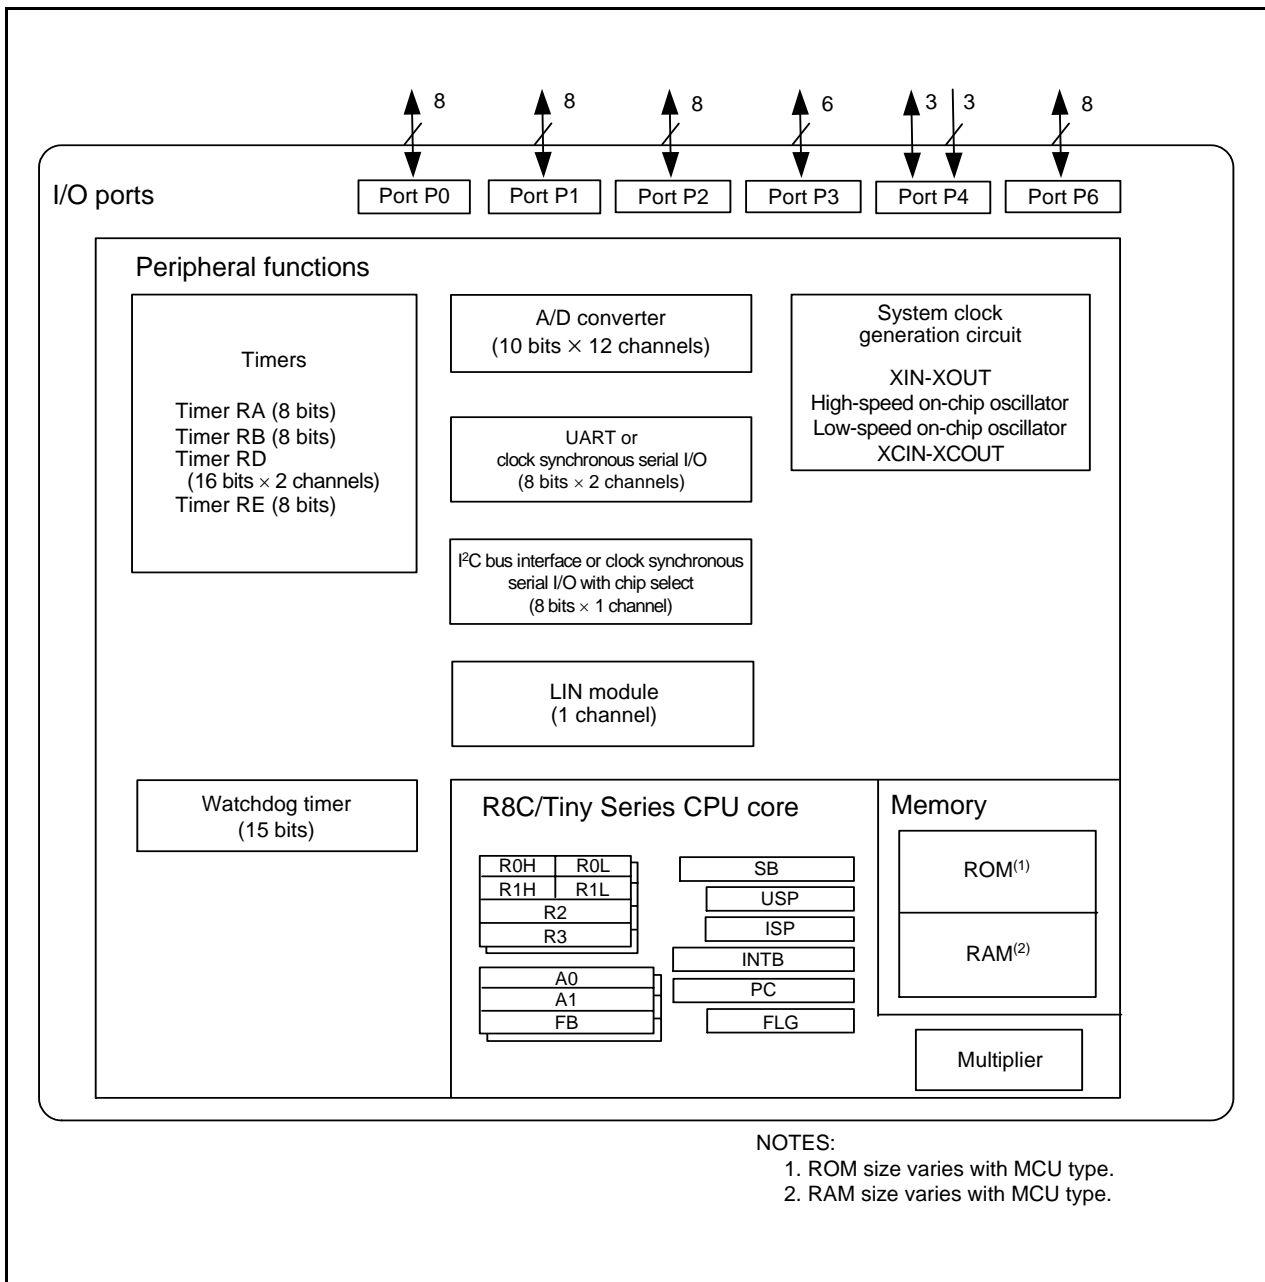 8 8 8 6 3 3 8
I/O ports
Port P0 Port P1 Port P2 Port P3 Port P4 Port P6
Peripheral functions
Timers
Timer RA (8 bits)
Timer RB (8 bits)
Timer RD
(16 bits × 2 channels)
Timer RE (8 bits)
A/D converter
(10 bits × 12 channels)
UART or
clock synchronous serial I/O
(8 bits × 2 channels)
I²C bus interface or clock synchronous
serial I/O with chip select
(8 bits × 1 channel)
LIN module
(1 channel)
System clock
generation circuit
XIN-XOUT
High-speed on-chip oscillator
Low-speed on-chip oscillator
XCIN-XCOUT
Watchdog timer
(15 bits)
R8C/Tiny Series CPU core
R0H R0L
R1H R1L
R2
R3
A0
A1
FB
SB
USP
ISP
INTB
PC
FLG
Memory
ROM(1)
RAM(2)
Multiplier
NOTES:
1. ROM size varies with MCU type.
2. RAM size varies with MCU type.